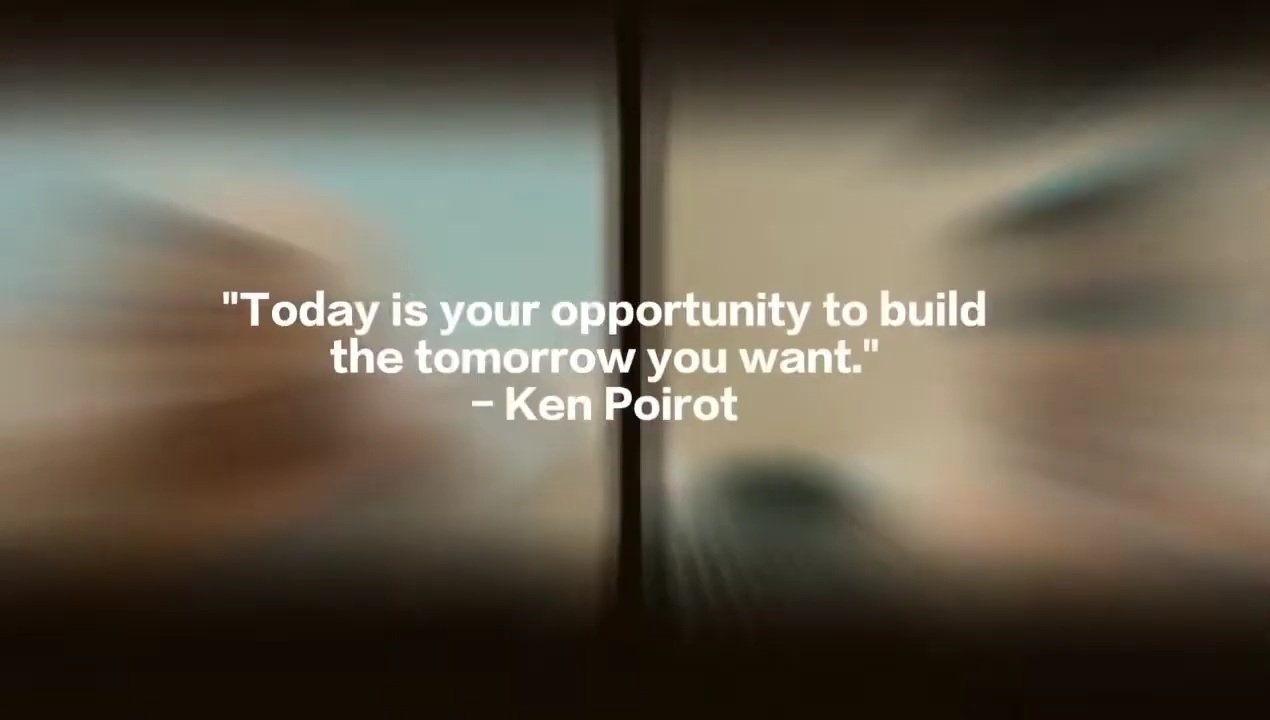 "Today is your opportunity to build
the tomorrow you want."
– Ken Poirot